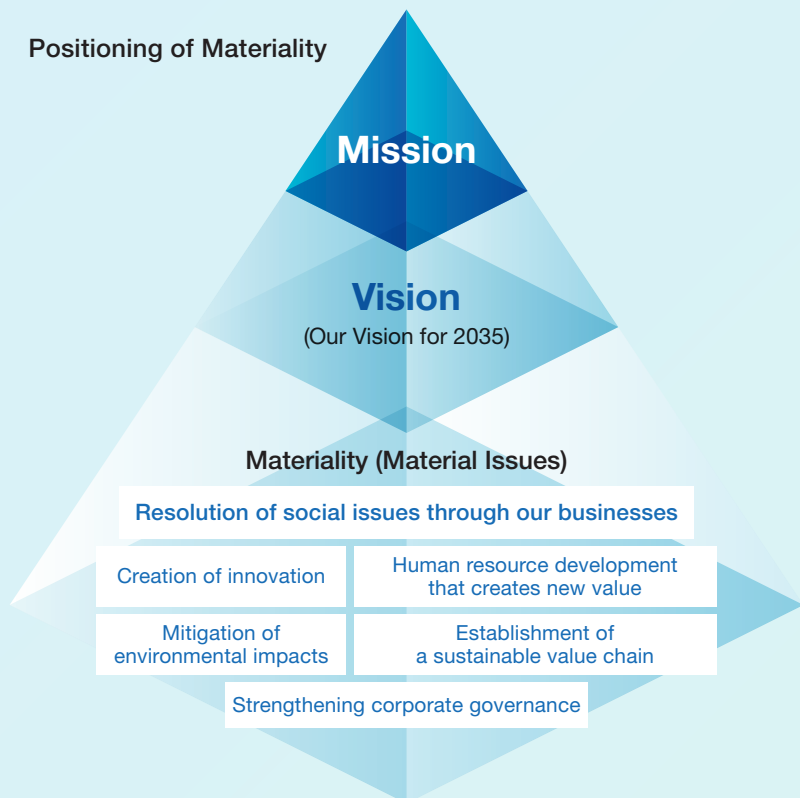 Positioning of Materiality
Mission
Vision
(Our Vision for 2035)
Materiality (Material Issues)
Resolution of social issues through our businesses
Creation of innovation
Human resource development
that creates new value
Mitigation of
environmental impacts
Establishment of
a sustainable value chain
Strengthening corporate governance